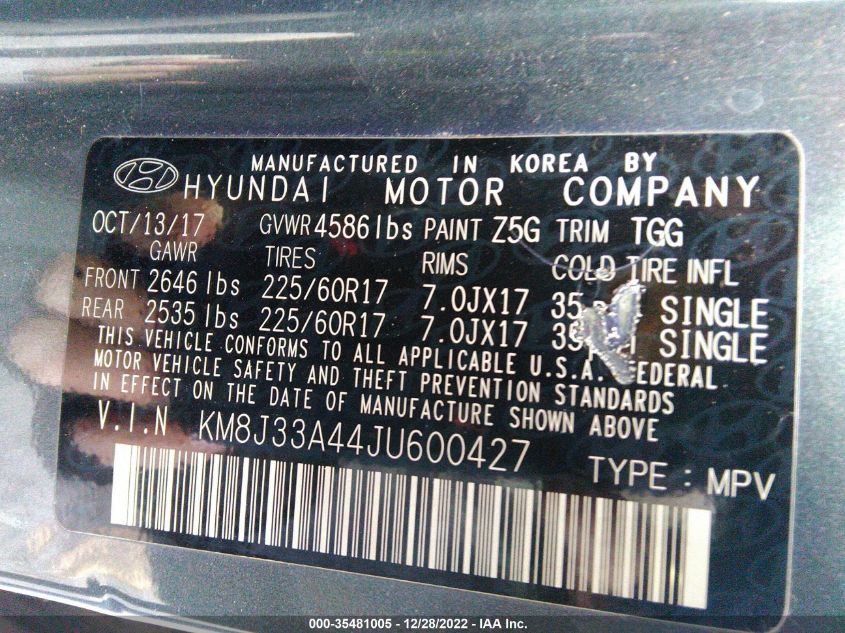 MANUFACTURED IN KOREA BY
HYUNDAI MOTOR COMPANY
OCT/13/17 GVWR 4586 lbs PAINT Z5G TRIM TGG
GAWR TIRES RIMS COLD TIRE INFL
FRONT 2646 lbs 225/60R17 7.0JX17 35 SINGLE
REAR 2535 lbs 225/60R17 7.0JX17 SINGLE
THIS VEHICLE CONFORMS TO ALL APPLICABLE U.S.A. FEDERAL
MOTOR VEHICLE SAFETY AND THEFT PREVENTION STANDARDS
IN EFFECT ON THE DATE OF MANUFACTURE SHOWN ABOVE
V.I.N KM8J33A44JU600427 TYPE : MPV
000-35481005 - 12/28/2022 - IAA Inc.